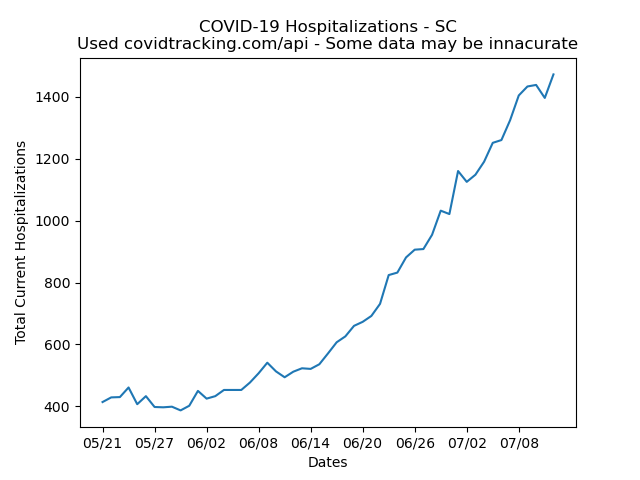 COVID-19 Hospitalizations - SC
Used covidtracking.com/api - Some data may be innacurate
Total Current Hospitalizations
1400
1200
1000
800
600
400
05/21 05/27 06/02 06/08 06/14 06/20 06/26 07/02 07/08
Dates